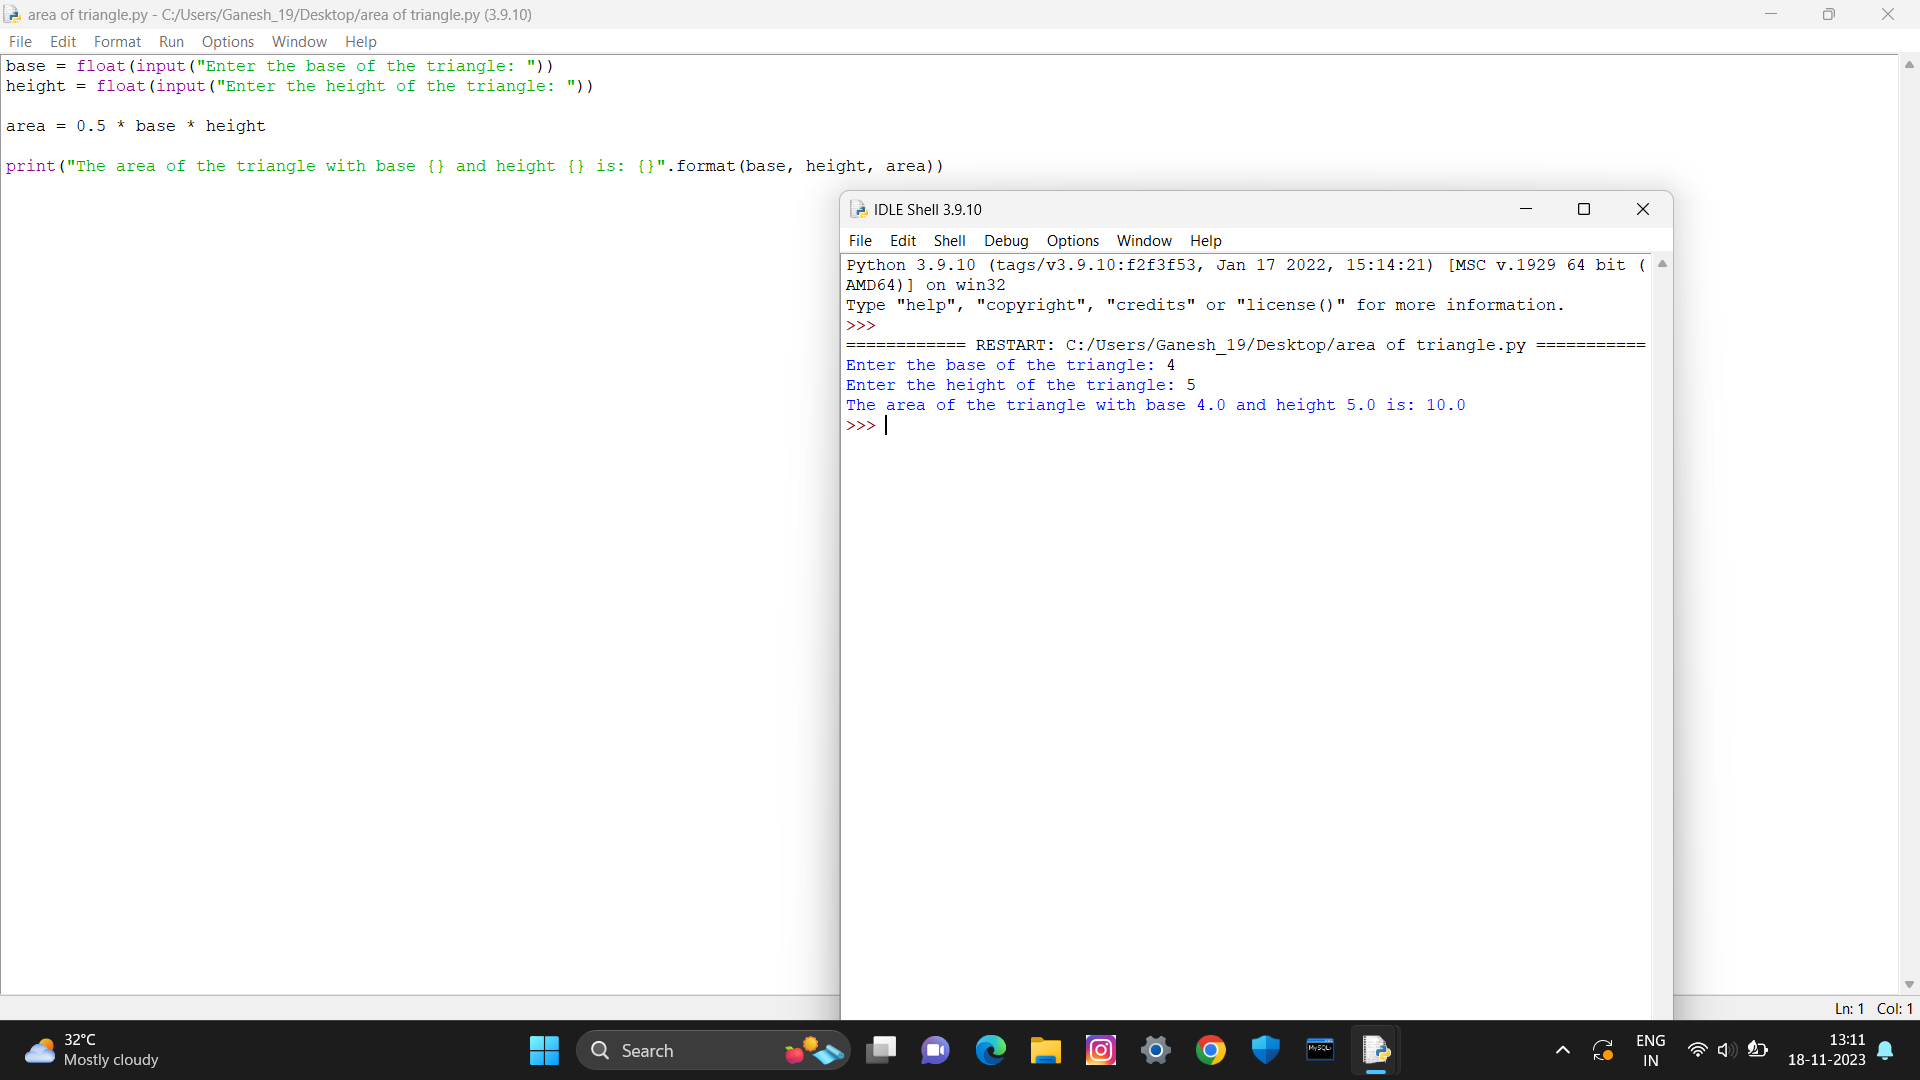 area of triangle.py - C:/Users/Ganesh_19/Desktop/area of triangle.py (3.9.10)
File Edit Format Run Options Window Help
base = float(input("Enter the base of the triangle: "))
height = float(input("Enter the height of the triangle: "))
area = 0.5 * base * height
print("The area of the triangle with base {} and height {} is: {}".format(base, height, area))
IDLE Shell 3.9.10
File Edit Shell Debug Options Window Help
Python 3.9.10 (tags/v3.9.10:f2f3f53, Jan 17 2022, 15:14:21) [MSC v.1929 64 bit (
AMD64)] on win32
Type "help", "copyright", "credits" or "license()" for more information.
>>>
============ RESTART: C:/Users/Ganesh_19/Desktop/area of triangle.py ===========
Enter the base of the triangle: 4
Enter the height of the triangle: 5
The area of the triangle with base 4.0 and height 5.0 is: 10.0
>>>
Ln: 1 Col: 1
32°C
Mostly cloudy
Search
MySQL
ENG
IN
13:11
18-11-2023